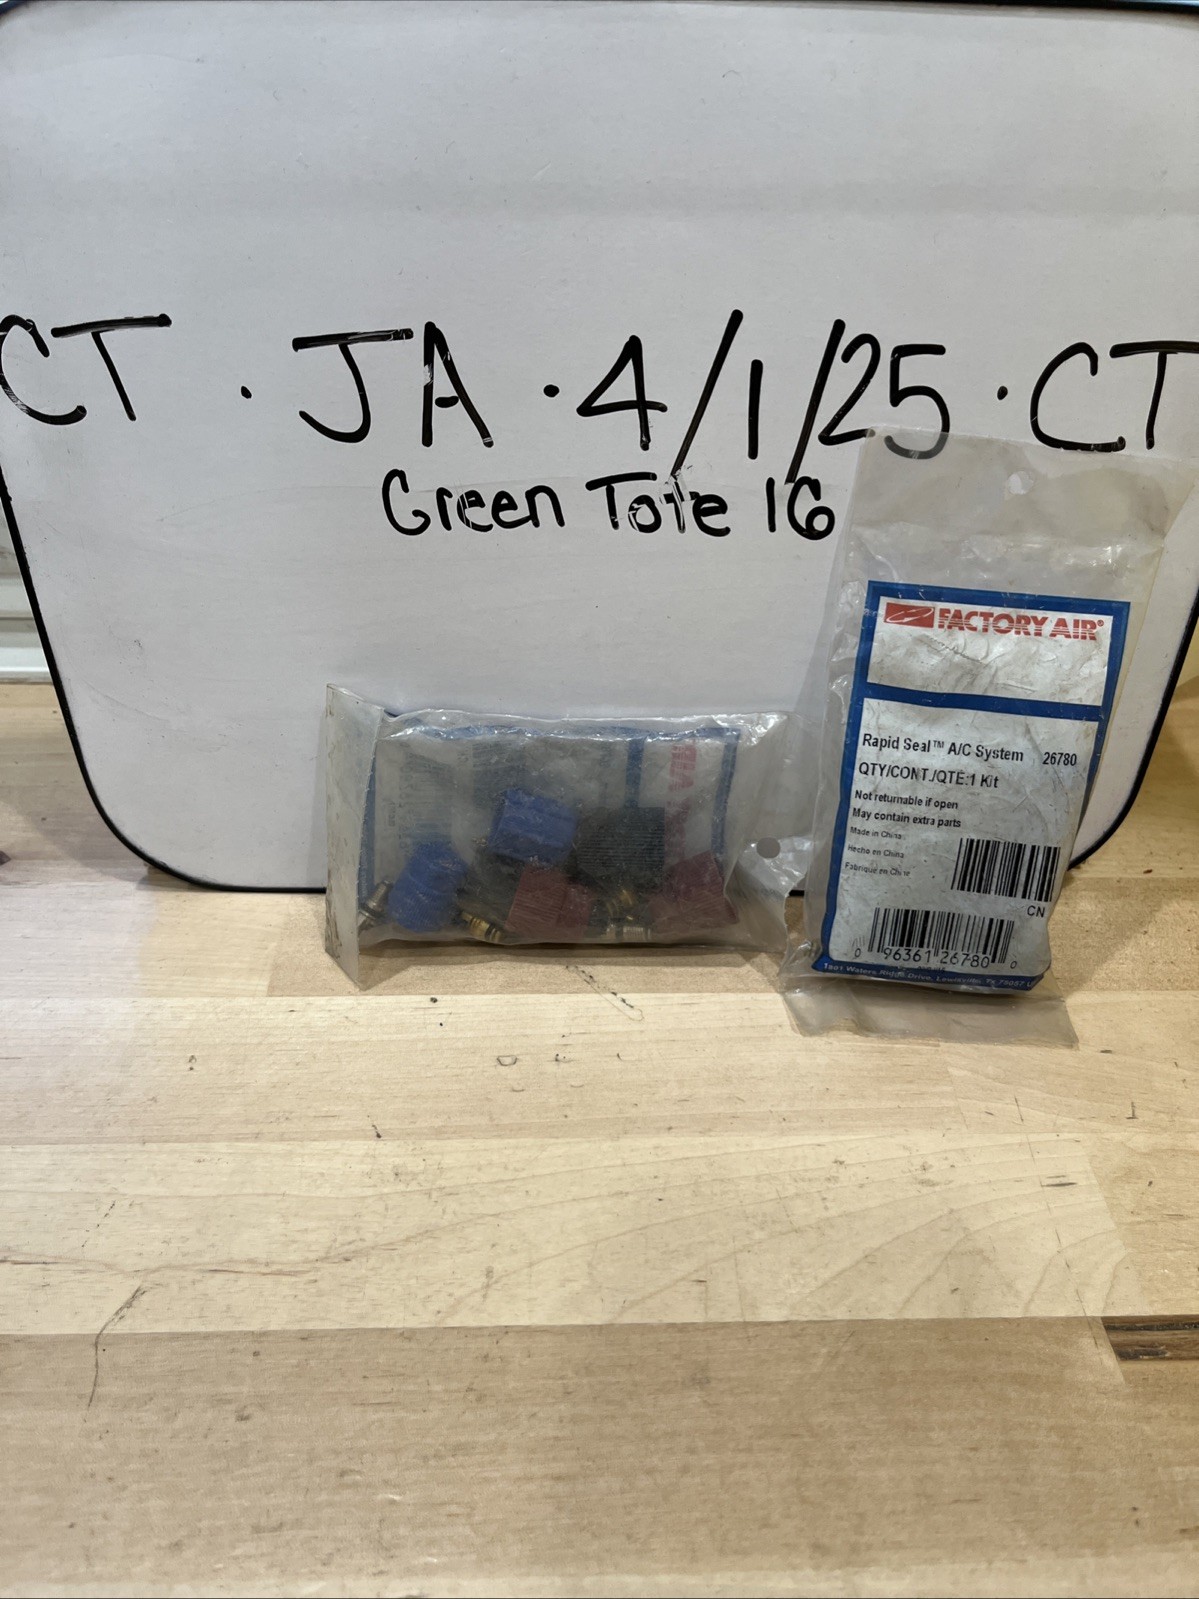 CT · JA · 4/1/25 · CT
Green Tote 16
FACTORY AIR®
Rapid Seal™ A/C System 26780
QTY/CONT./QTÉ:1 Kit
Not returnable if open
May contain extra parts
Made in China
Hecho en China
Fabriqué en Chine
CN
0 96361 26780 0